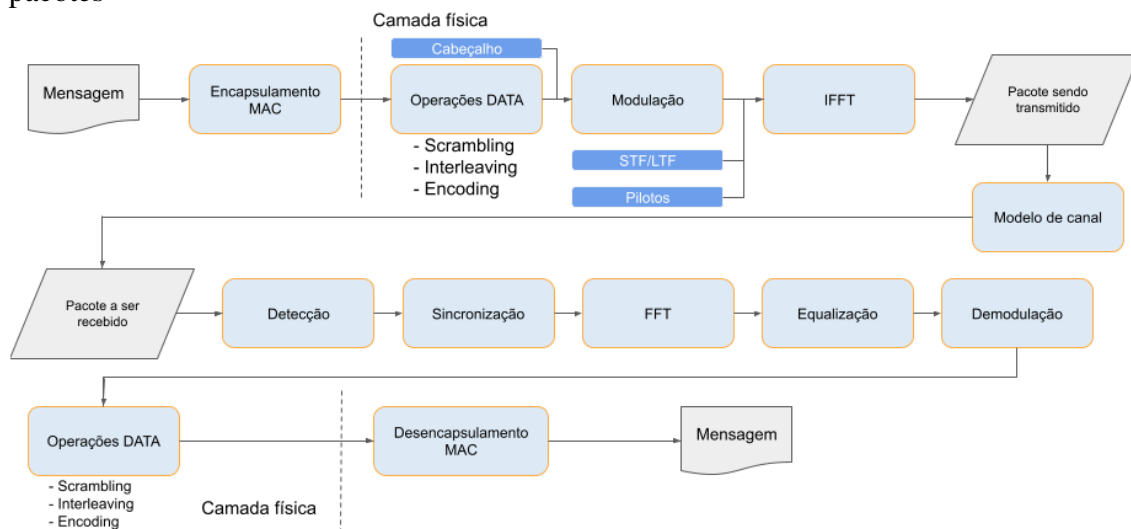 pacotes
Camada física
Cabeçalho
Mensagem
Encapsulamento
MAC
Operações DATA
Modulação
IFFT
Pacote sendo
transmitido
- Scrambling
- Interleaving
- Encoding
STF/LTF
Pilotos
Modelo de canal
Pacote a ser
recebido
Detecção
Sincronização
FFT
Equalização
Demodulação
Operações DATA
Desencapsulamento
MAC
Mensagem
- Scrambling
- Interleaving
- Encoding
Camada física